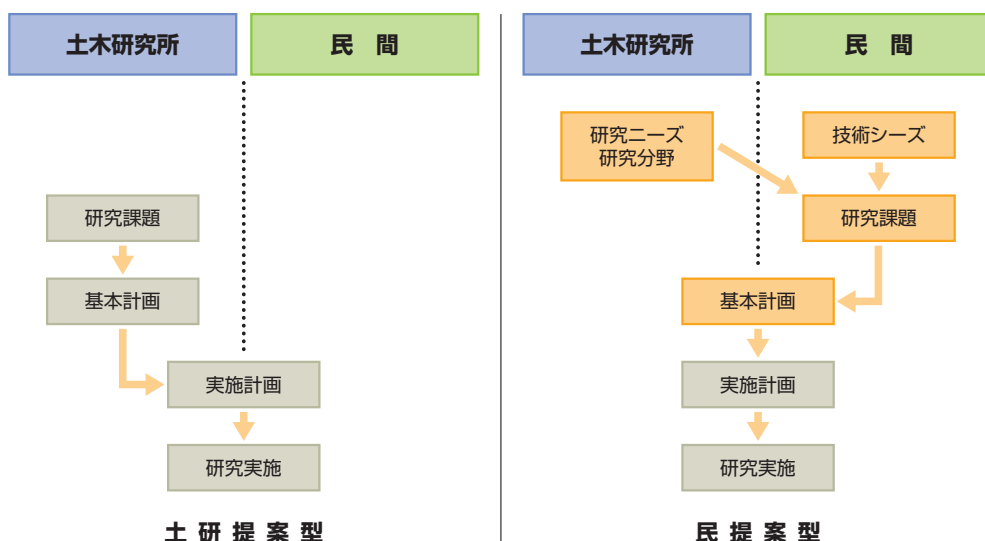 土木研究所
民 間
研究課題
基本計画
実施計画
研究実施
土研提案型
土木研究所
民 間
研究ニーズ
研究分野
技術シーズ
研究課題
基本計画
実施計画
研究実施
民提案型